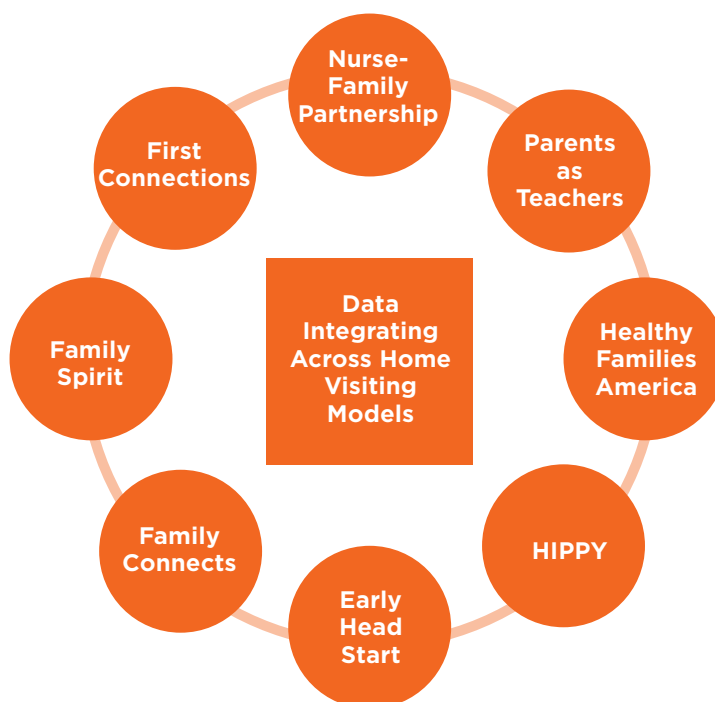 Nurse-
Family
Partnership
Parents
as
Teachers
Healthy
Families
America
HIPPY
Early
Head
Start
Family
Connects
Family
Spirit
First
Connections
Data
Integrating
Across Home
Visiting
Models